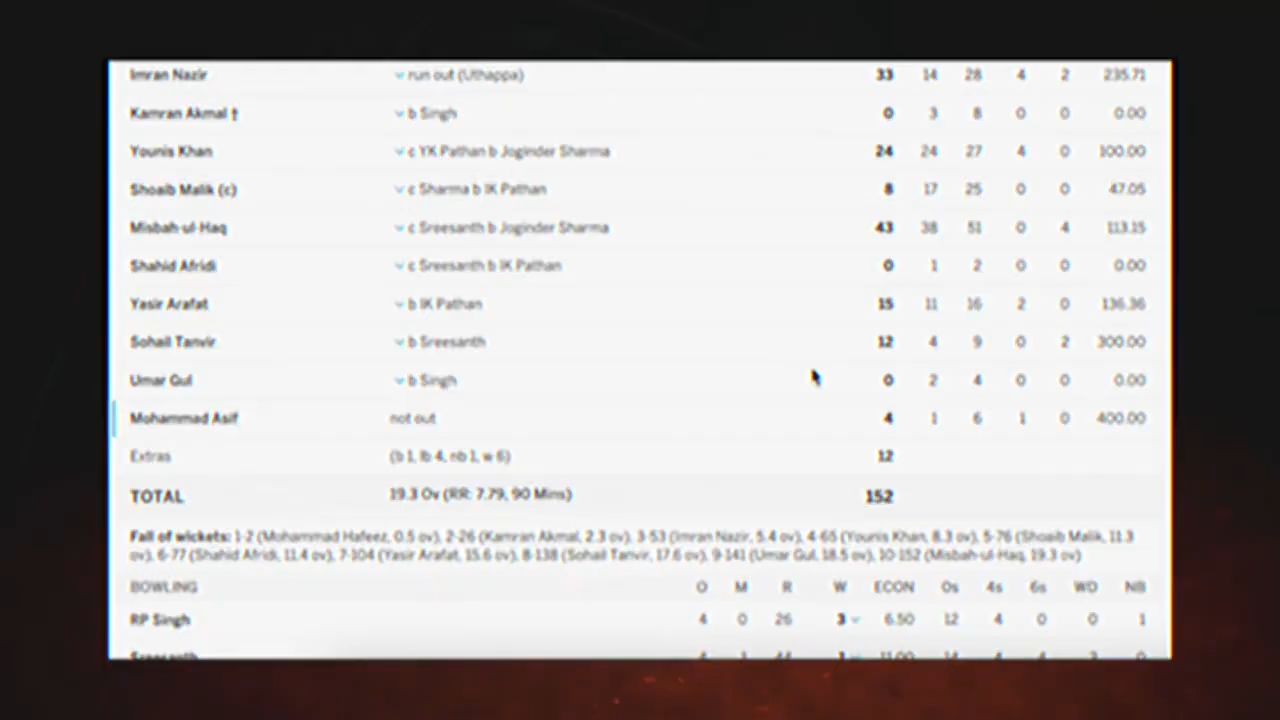 Imran Nazir run out (Uthappa) 33 14 28 4 2 235.71
Kamran Akmal † b Singh 0 3 8 0 0 0.00
Younis Khan c YK Pathan b Joginder Sharma 24 24 27 4 0 100.00
Shoaib Malik (c) c Sharma b IK Pathan 8 17 25 0 0 47.05
Misbah-ul-Haq c Sreesanth b Joginder Sharma 43 38 51 0 4 113.15
Shahid Afridi c Sreesanth b IK Pathan 0 1 2 0 0 0.00
Yasir Arafat b IK Pathan 15 11 16 2 0 136.36
Sohail Tanvir b Sreesanth 12 4 9 0 2 300.00
Umar Gul b Singh 0 2 4 0 0 0.00
Mohammad Asif not out 4 1 6 1 0 400.00
Extras (b 1, lb 4, nb 1, w 6) 12
TOTAL 19.3 Ov (RR: 7.79, 90 Mins) 152
Fall of wickets: 1-2 (Mohammad Hafeez, 0.5 ov), 2-26 (Kamran Akmal, 2.3 ov), 3-53 (Imran Nazir, 5.4 ov), 4-65 (Younis Khan, 8.3 ov), 5-76 (Shoaib Malik, 11.3
ov), 6-77 (Shahid Afridi, 11.4 ov), 7-104 (Yasir Arafat, 15.6 ov), 8-138 (Sohail Tanvir, 17.6 ov), 9-141 (Umar Gul, 18.5 ov), 10-152 (Misbah-ul-Haq, 19.3 ov)
BOWLING O M R W ECON 0s 4s 6s WD NB
RP Singh 4 0 26 3 6.50 12 4 0 0 1
Sreesanth 4 1 44 1 11.00 14 4 4